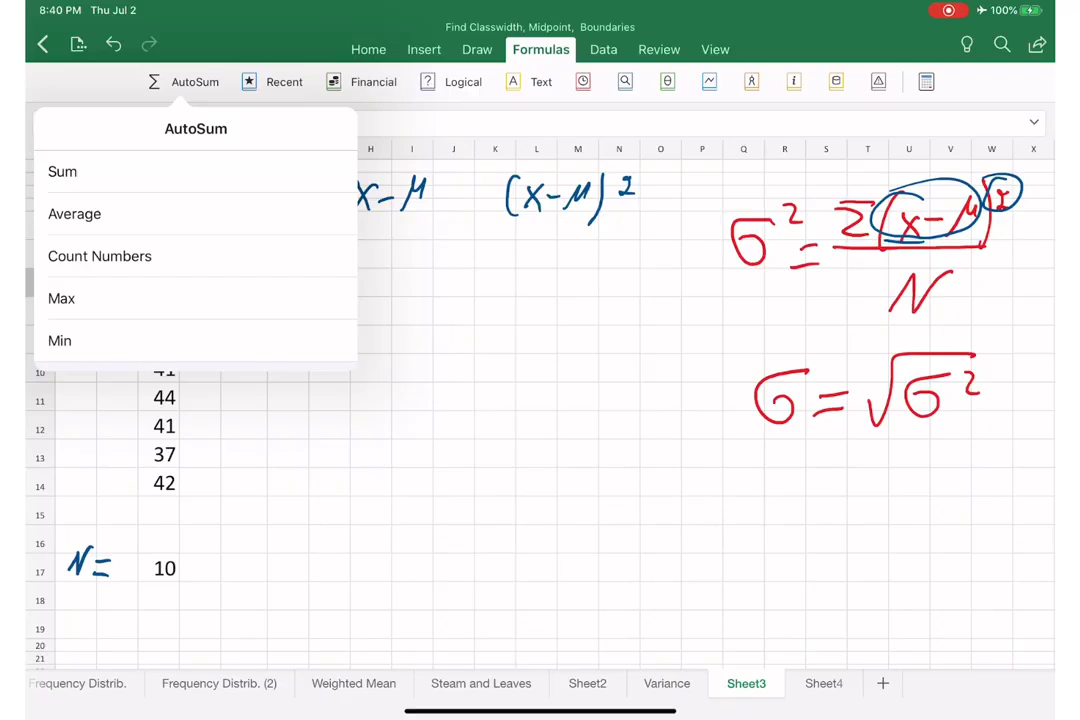 8:40 PM Thu Jul 2
100%
Find Classwidth, Midpoint, Boundaries
Home Insert Draw Formulas Data Review View
AutoSum Recent Financial Logical Text
AutoSum
Sum
Average
Count Numbers
Max
Min
H I J K L M N O P Q R S T U V W X
x-μ (x-μ)2
σ2 = Σ(x-μ)2
N
σ = √σ2
10 41
11 44
12 41
13 37
14 42
15
16
17 N= 10
18
19
20
21
Frequency Distrib. Frequency Distrib. (2) Weighted Mean Steam and Leaves Sheet2 Variance Sheet3 Sheet4 +